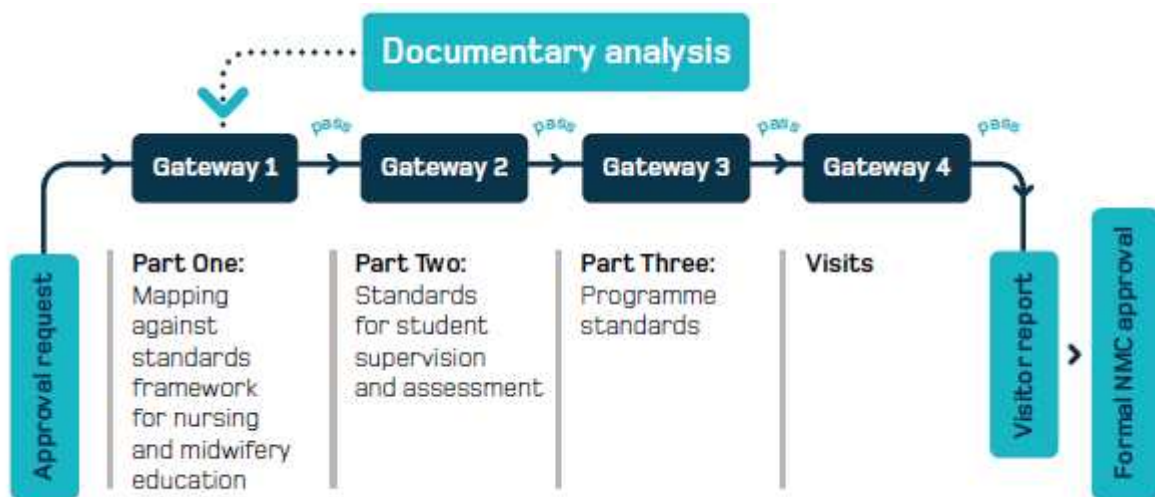 Documentary analysis
pass
pass
pass
pass
Gateway 1
Gateway 2
Gateway 3
Gateway 4
Approval request
Part One:
Mapping
against
standards
framework
for nursing
and midwifery
education
Part Two:
Standards
for student
supervision
and assessment
Part Three:
Programme
standards
Visits
Visitor report
Formal NMC approval